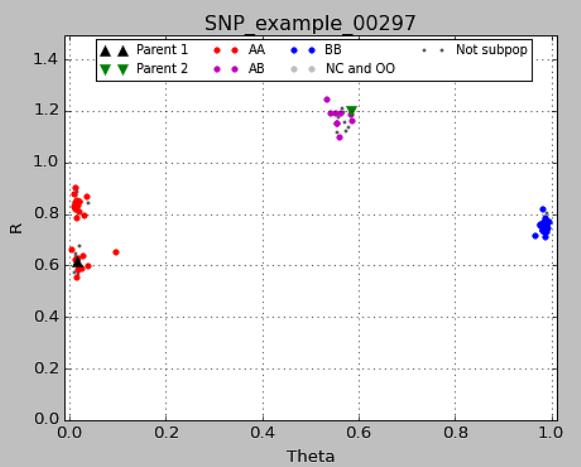 SNP_example_00297
Parent 1 AA BB Not subpop
Parent 2 AB NC and OO
1.4
1.2
1.0
0.8
0.6
0.4
0.2
0.0
R
0.0 0.2 0.4 0.6 0.8 1.0
Theta